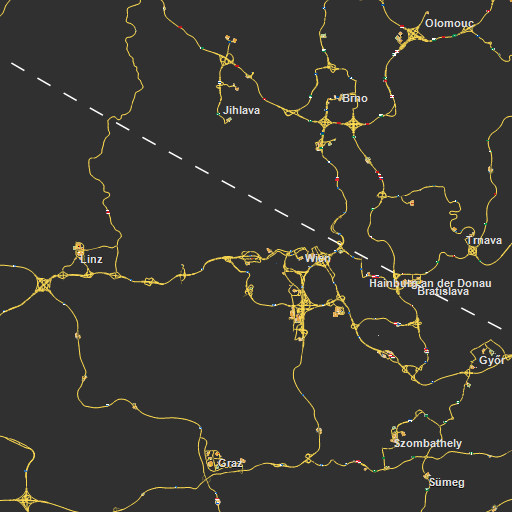 Olomouc
Brno
Jihlava
Trnava
Linz
Wien
Hainburg an der Donau
Bratislava
Győr
Szombathely
Graz
Sümeg